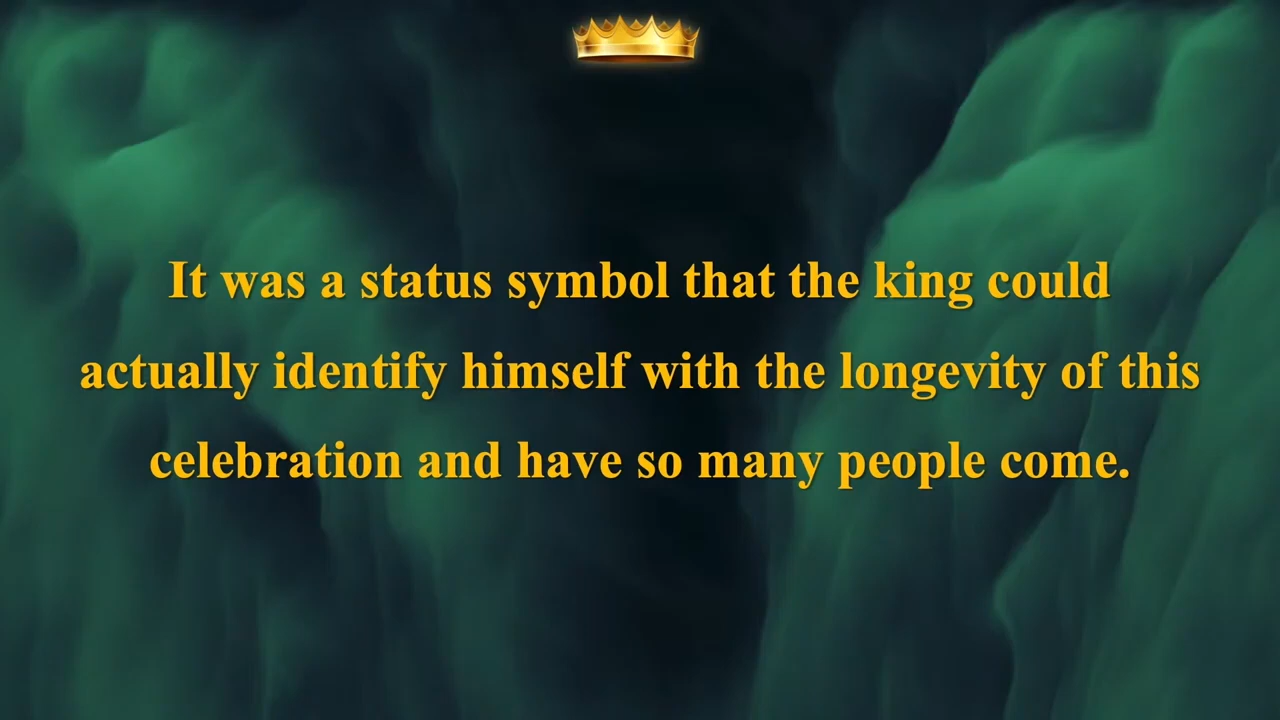 It was a status symbol that the king could
actually identify himself with the longevity of this
celebration and have so many people come.